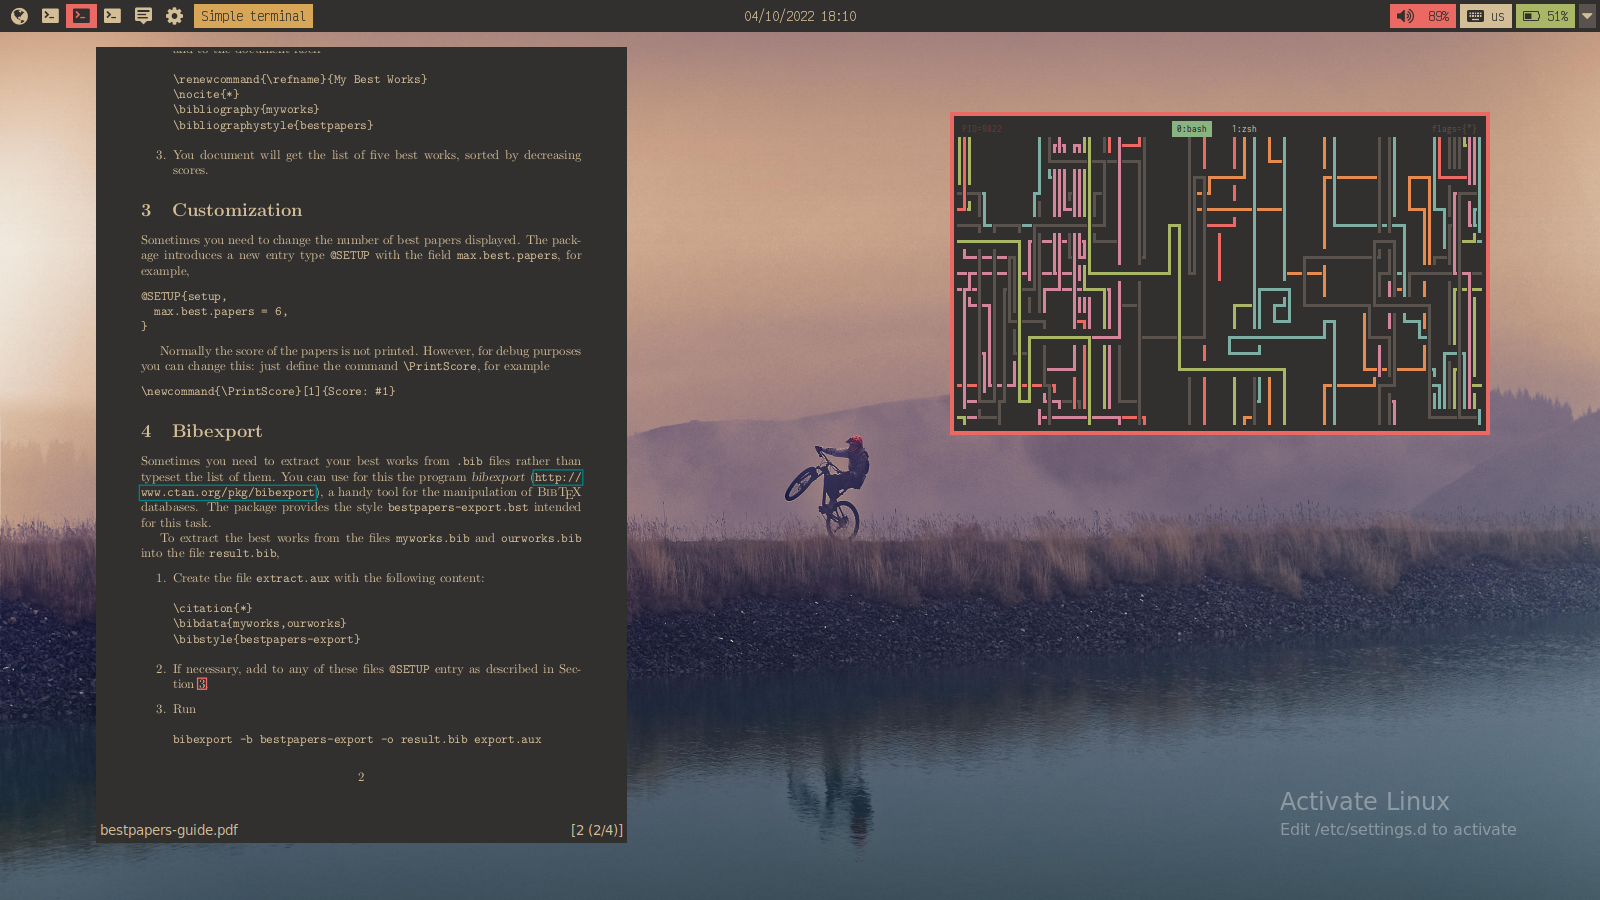 Simple terminal
04/10/2022 18:10
89%
us
51%
add to the document itself
\renewcommand{\refname}{My Best Works}
\nocite{*}
\bibliography{myworks}
\bibliographystyle{bestpapers}
3. You document will get the list of five best works, sorted by decreasing
scores.
3 Customization
Sometimes you need to change the number of best papers displayed. The pack-
age introduces a new entry type @SETUP with the field max.best.papers, for
example,
@SETUP{setup,
max.best.papers = 6,
}
Normally the score of the papers is not printed. However, for debug purposes
you can change this: just define the command \PrintScore, for example
\newcommand{\PrintScore}[1]{Score: #1}
4 Bibexport
Sometimes you need to extract your best works from .bib files rather than
typeset the list of them. You can use for this the program bibexport (http://
www.ctan.org/pkg/bibexport), a handy tool for the manipulation of BIBTEX
databases. The package provides the style bestpapers-export.bst intended
for this task.
To extract the best works from the files myworks.bib and ourworks.bib
into the file result.bib,
1. Create the file extract.aux with the following content:
\citation{*}
\bibdata{myworks,ourworks}
\bibstyle{bestpapers-export}
2. If necessary, add to any of these files @SETUP entry as described in Sec-
tion 3.
3. Run
bibexport -b bestpapers-export -o result.bib export.aux
2
bestpapers-guide.pdf
[2 (2/4)]
0:bash
1:zsh
flags={*}
Activate Linux
Edit /etc/settings.d to activate